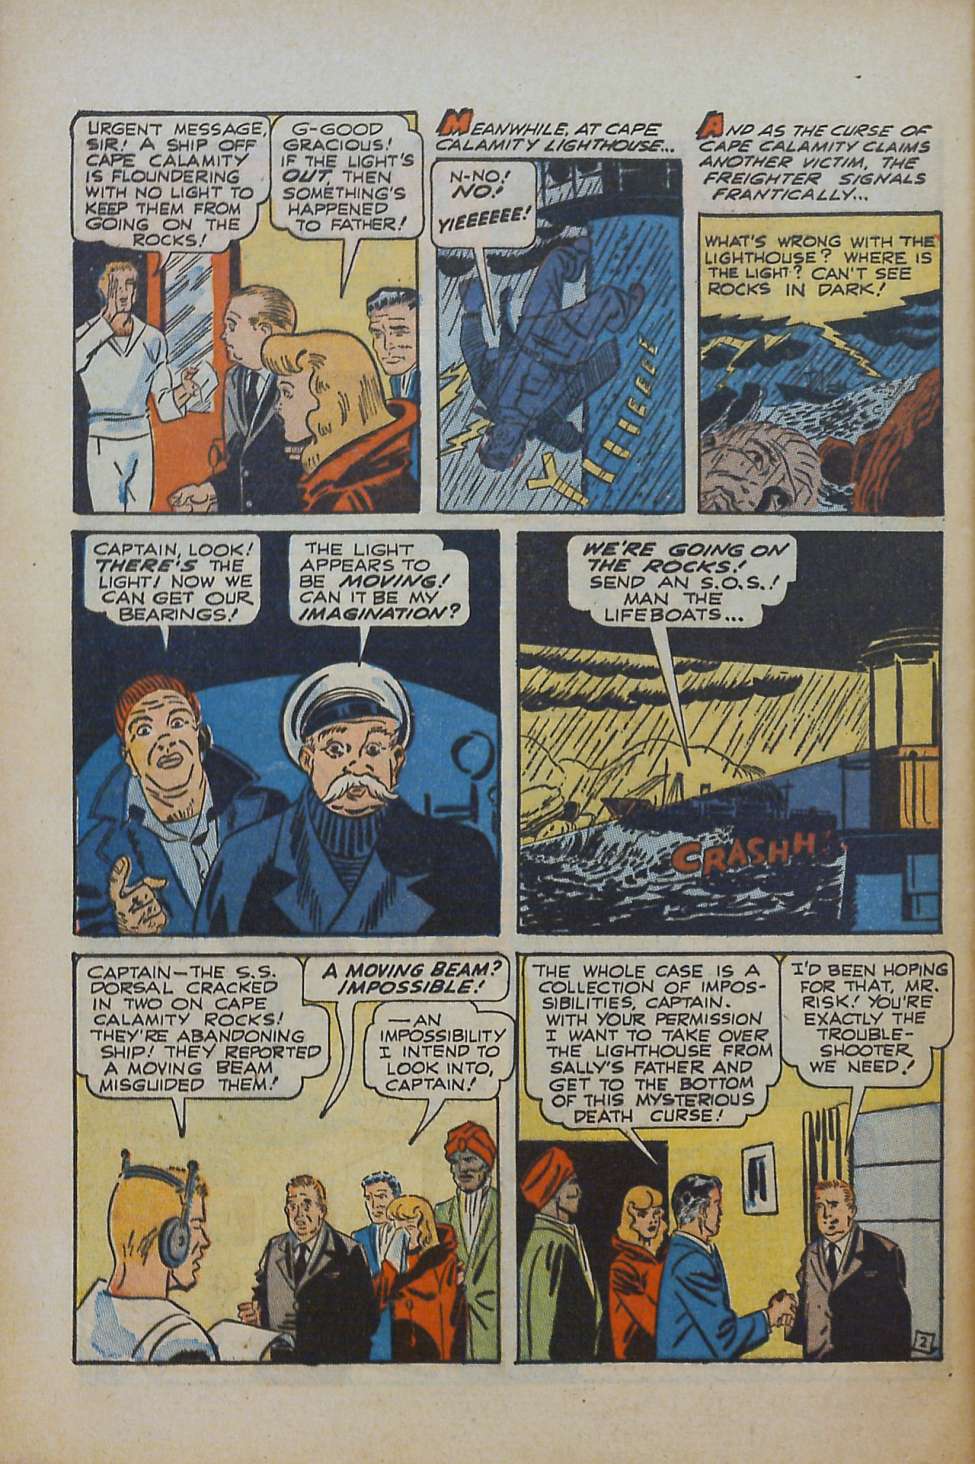 URGENT MESSAGE,
SIR! A SHIP OFF
CAPE CALAMITY
IS FLOUNDERING
WITH NO LIGHT TO
KEEP THEM FROM
GOING ON THE
ROCKS!
G-GOOD
GRACIOUS!
IF THE LIGHT'S
OUT, THEN
SOMETHING'S
HAPPENED
TO FATHER!
MEANWHILE, AT CAPE
CALAMITY LIGHTHOUSE...
N-NO!
NO!
YIEEEEEE!
AND AS THE CURSE OF
CAPE CALAMITY CLAIMS
ANOTHER VICTIM, THE
FREIGHTER SIGNALS
FRANTICALLY...
WHAT'S WRONG WITH THE
LIGHTHOUSE? WHERE IS
THE LIGHT? CAN'T SEE
ROCKS IN DARK!
CAPTAIN, LOOK!
THERE'S THE
LIGHT! NOW WE
CAN GET OUR
BEARINGS!
THE LIGHT
APPEARS TO
BE MOVING!
CAN IT BE MY
IMAGINATION?
WE'RE GOING ON
THE ROCKS!
SEND AN S.O.S.!
MAN THE
LIFEBOATS...
CRASHH!
CAPTAIN—THE S.S.
DORSAL CRACKED
IN TWO ON CAPE
CALAMITY ROCKS!
THEY'RE ABANDONING
SHIP! THEY REPORTED
A MOVING BEAM
MISGUIDED THEM!
A MOVING BEAM?
IMPOSSIBLE!
—AN
IMPOSSIBILITY
I INTEND TO
LOOK INTO,
CAPTAIN!
THE WHOLE CASE IS A
COLLECTION OF IMPOS-
SIBILITIES, CAPTAIN.
WITH YOUR PERMISSION
I WANT TO TAKE OVER
THE LIGHTHOUSE FROM
SALLY'S FATHER AND
GET TO THE BOTTOM
OF THIS MYSTERIOUS
DEATH CURSE!
I'D BEEN HOPING
FOR THAT, MR.
RISK! YOU'RE
EXACTLY THE
TROUBLE-
SHOOTER
WE NEED!
2